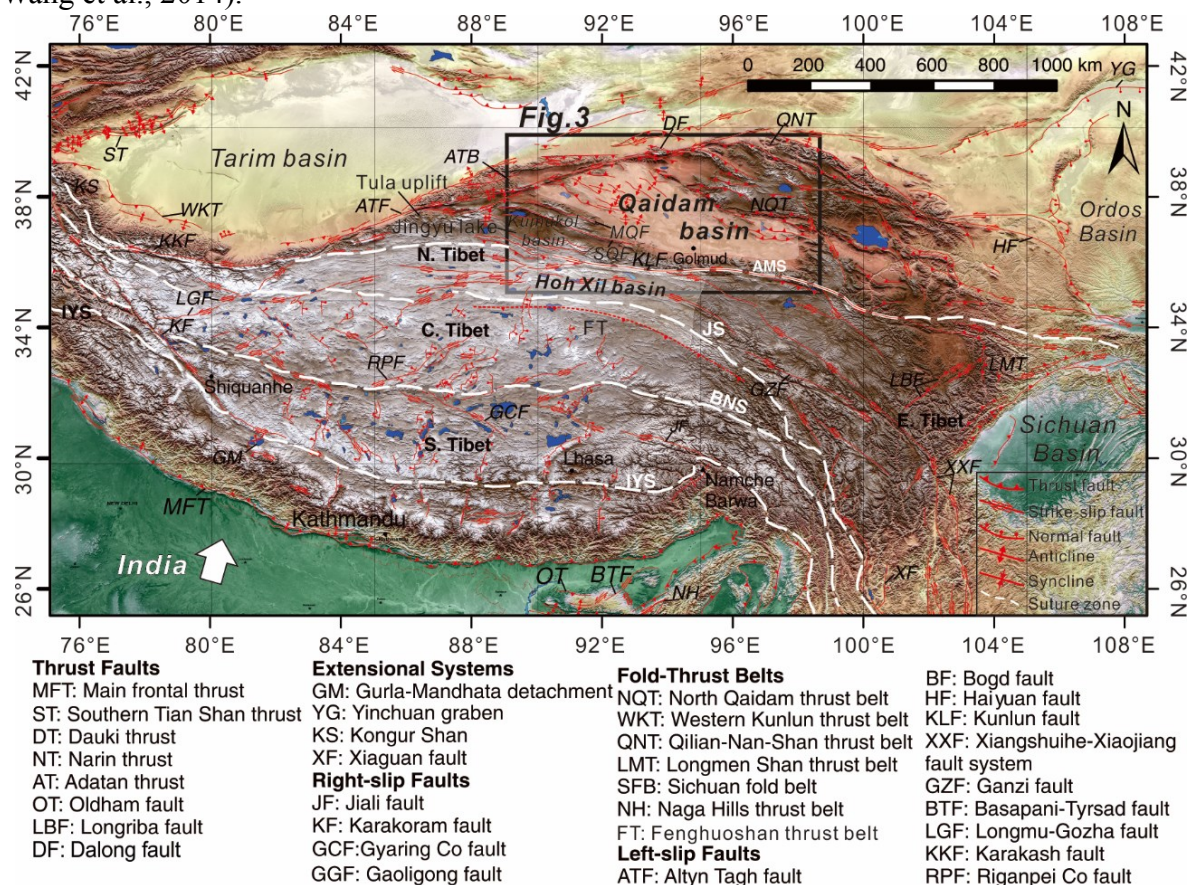 Wang et al., 2014).
76°E 80°E 84°E 88°E 92°E 96°E 100°E 104°E 108°E
42°N 42°N
0 200 400 600 800 1000 km
YG
N
Fig.3
DF
QNT
ST
Tarim basin
ATB
Tula uplift
KS
WKT
ATF
38°N 38°N
Qaidam
basin
NQT
Ordos
Basin
Jingyu lake
Kumukol
basin
MQF
KKF
SQF
KLF
Golmud
HF
N. Tibet
AMS
Hoh Xil basin
LGF
IYS
KF
34°N 34°N
C. Tibet
FT
JS
RPF
LMT
LBF
Shiquanhe
GZF
BNS
GCF
E. Tibet
Sichuan
Basin
S. Tibet
JF
GM
Lhasa
30°N 30°N
XXF
IYS
Namche
Barwa
MFT
Kathmandu
India
OT
BTF
NH
XF
26°N 26°N
Thrust fault
Strike-slip fault
Normal fault
Anticline
Syncline
Suture zone
76°E 80°E 84°E 88°E 92°E 96°E 100°E 104°E 108°E
Thrust Faults
MFT: Main frontal thrust
ST: Southern Tian Shan thrust
DT: Dauki thrust
NT: Narin thrust
AT: Adatan thrust
OT: Oldham fault
LBF: Longriba fault
DF: Dalong fault
Extensional Systems
GM: Gurla-Mandhata detachment
YG: Yinchuan graben
KS: Kongur Shan
XF: Xiaguan fault
Right-slip Faults
JF: Jiali fault
KF: Karakoram fault
GCF:Gyaring Co fault
GGF: Gaoligong fault
Fold-Thrust Belts
NQT: North Qaidam thrust belt
WKT: Western Kunlun thrust belt
QNT: Qilian-Nan-Shan thrust belt
LMT: Longmen Shan thrust belt
SFB: Sichuan fold belt
NH: Naga Hills thrust belt
FT: Fenghuoshan thrust belt
Left-slip Faults
ATF: Altyn Tagh fault
BF: Bogd fault
HF: Haiyuan fault
KLF: Kunlun fault
XXF: Xiangshuihe-Xiaojiang
fault system
GZF: Ganzi fault
BTF: Basapani-Tyrsad fault
LGF: Longmu-Gozha fault
KKF: Karakash fault
RPF: Riganpei Co fault